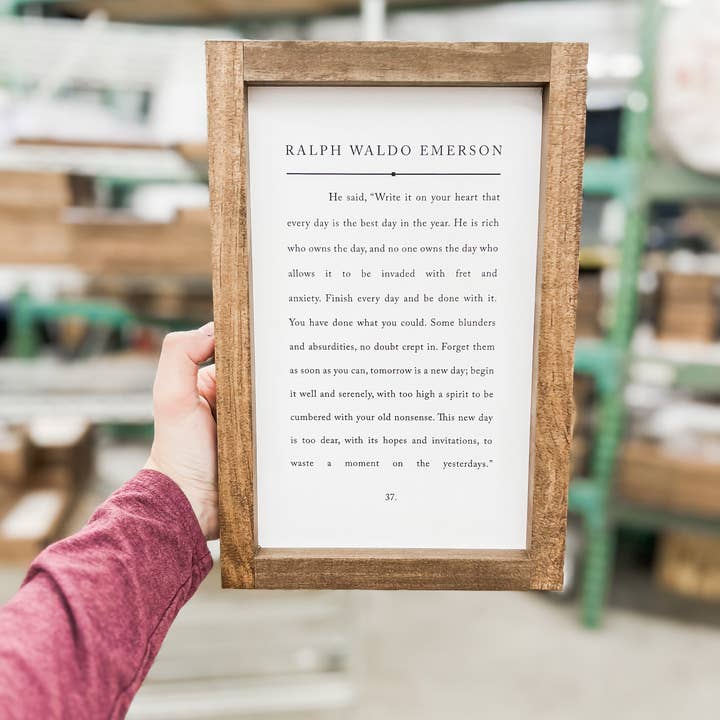 RALPH WALDO EMERSON
He said, “Write it on your heart that
every day is the best day in the year. He is rich
who owns the day, and no one owns the day who
allows it to be invaded with fret and
anxiety. Finish every day and be done with it.
You have done what you could. Some blunders
and absurdities, no doubt crept in. Forget them
as soon as you can, tomorrow is a new day; begin
it well and serenely, with too high a spirit to be
cumbered with your old nonsense. This new day
is too dear, with its hopes and invitations, to
waste a moment on the yesterdays.”
37.